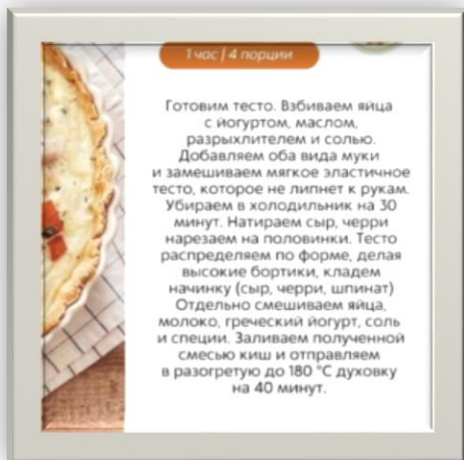 1 час | 4 порции
Готовим тесто. Взбиваем яйца
с йогуртом, маслом,
разрыхлителем и солью.
Добавляем оба вида муки
и замешиваем мягкое эластичное
тесто, которое не липнет к рукам.
Убираем в холодильник на 30
минут. Натираем сыр, черри
нарезаем на половинки. Тесто
распределяем по форме, делая
высокие бортики, кладем
начинку (сыр, черри, шпинат)
Отдельно смешиваем яйца,
молоко, греческий йогурт, соль
и специи. Заливаем полученной
смесью киш и отправляем
в разогретую до 180 °C духовку
на 40 минут.